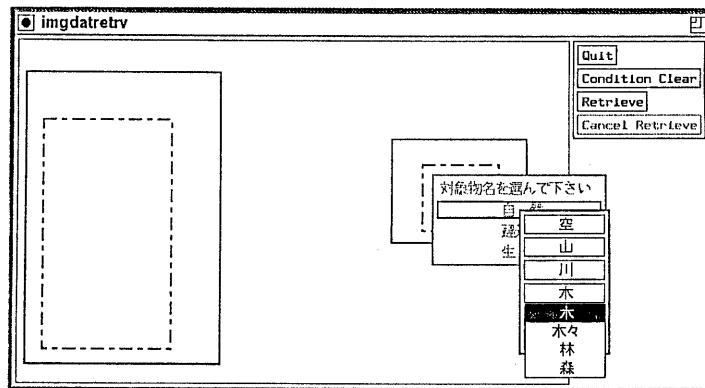 imgdatretrv
Quit
Condition Clear
Retrieve
Cancel Retrieve
対象物名を選んで下さい
自
生
空
山
川
木
木
木々
林
森